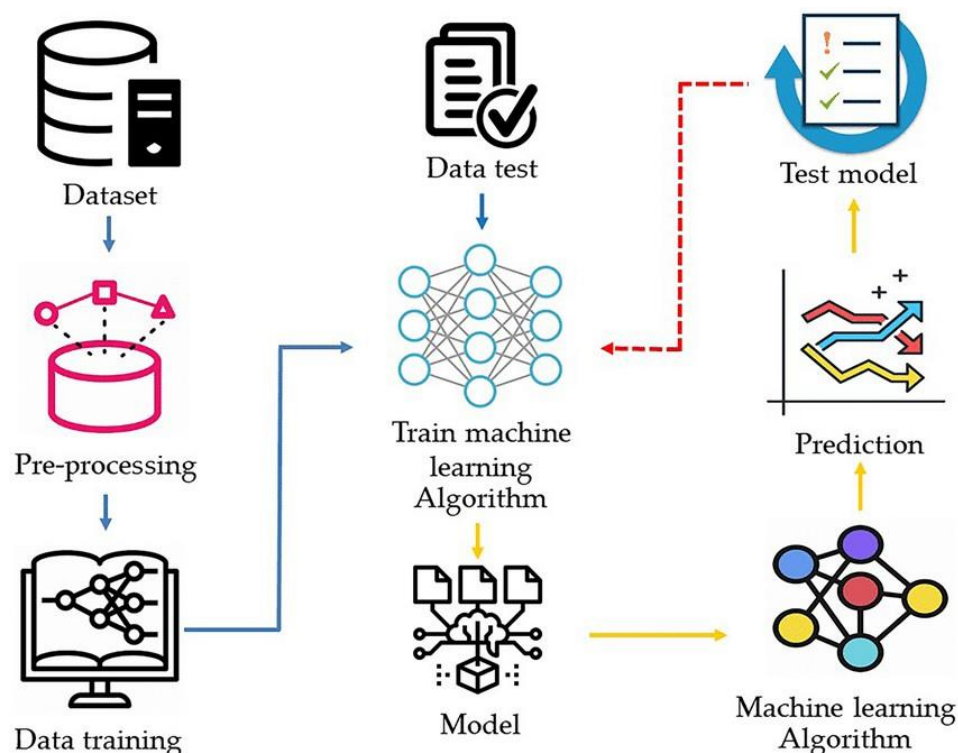 Dataset
Pre-processing
Data training
Data test
Train machine
learning
Algorithm
Model
Machine learning
Algorithm
Prediction
Test model